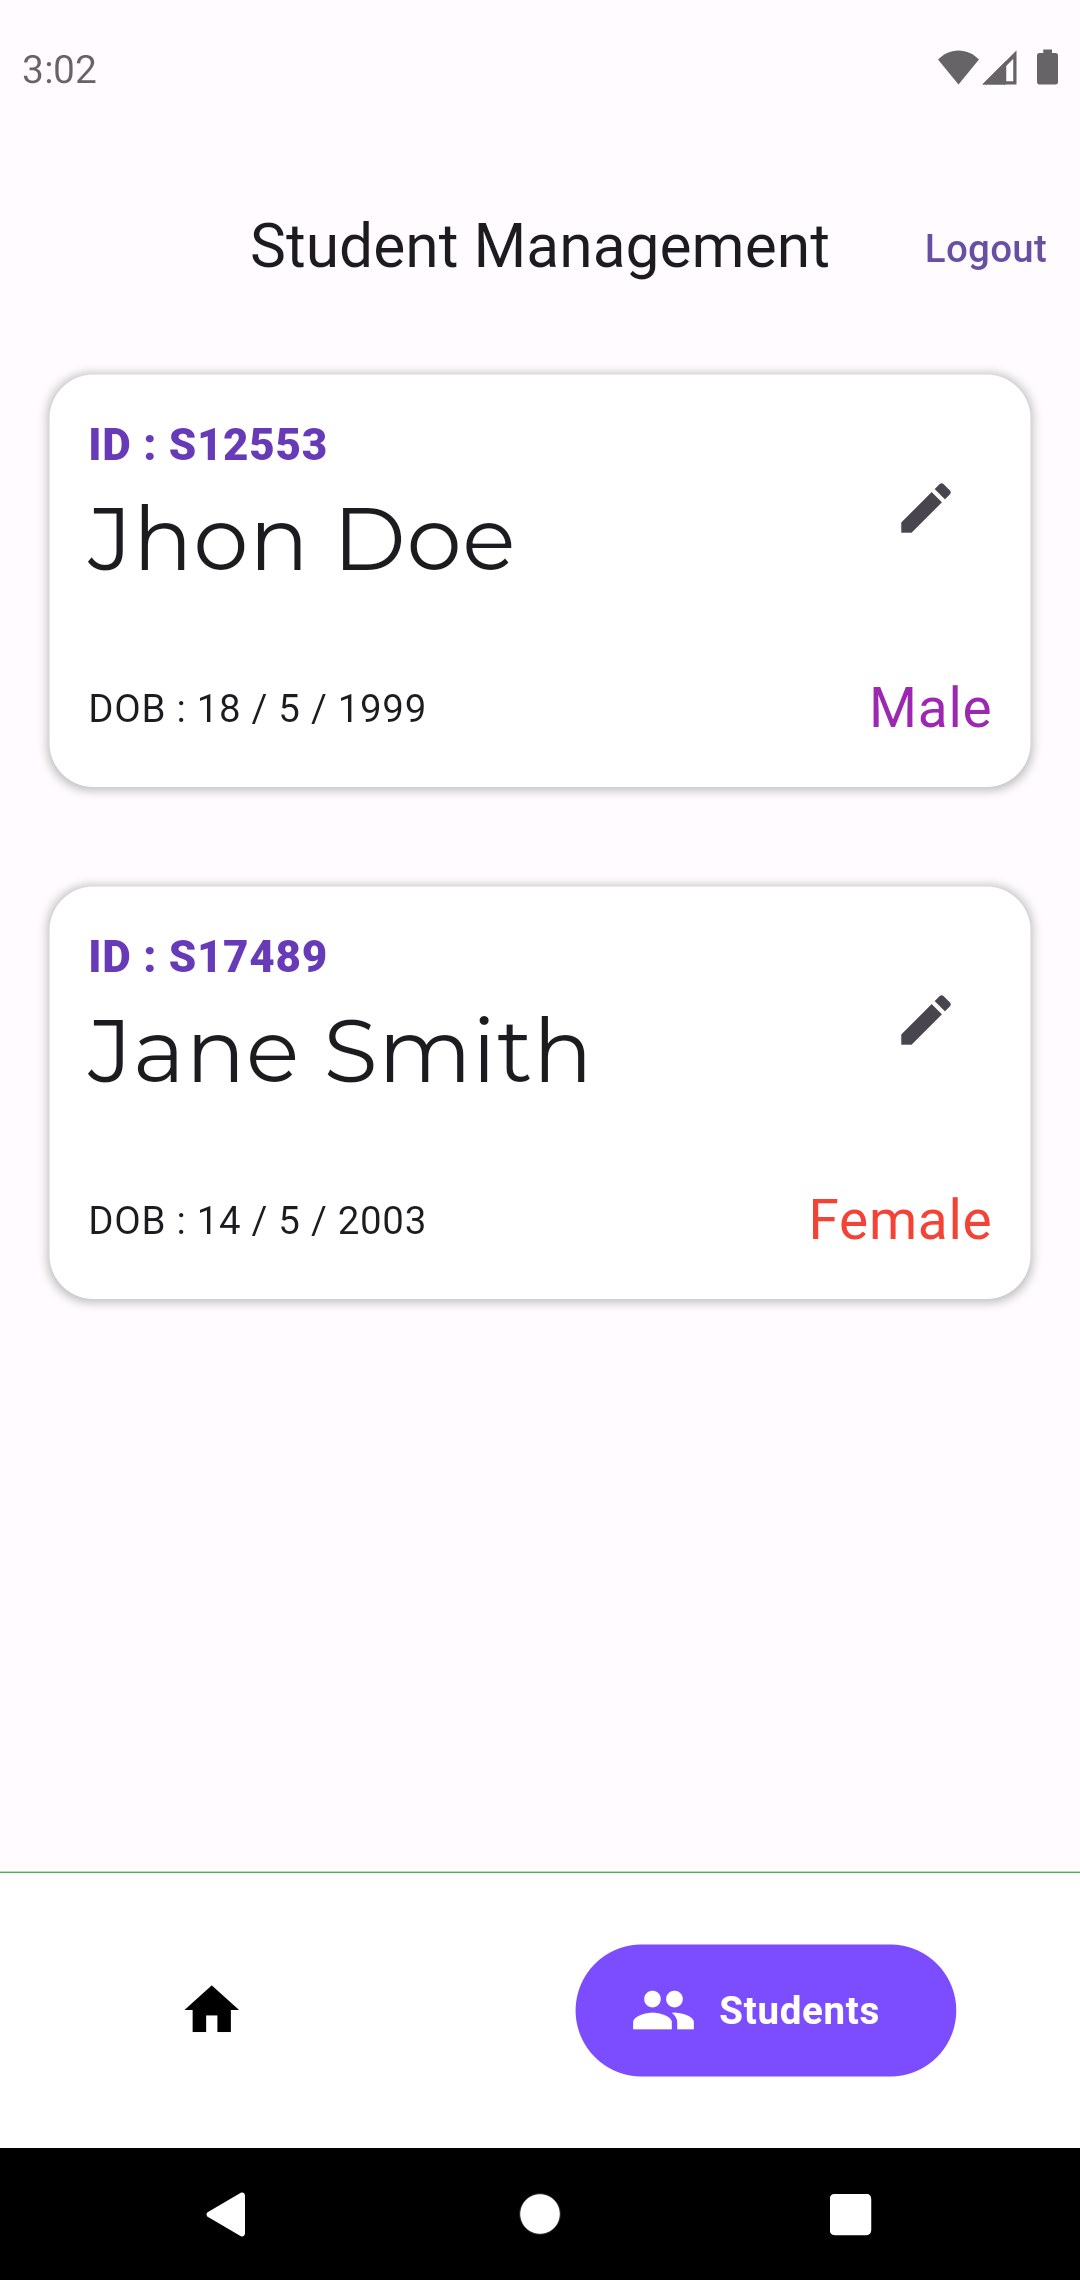 3:02
Student Management
Logout
ID : S12553
Jhon Doe
DOB : 18 / 5 / 1999
Male
ID : S17489
Jane Smith
DOB : 14 / 5 / 2003
Female
Students